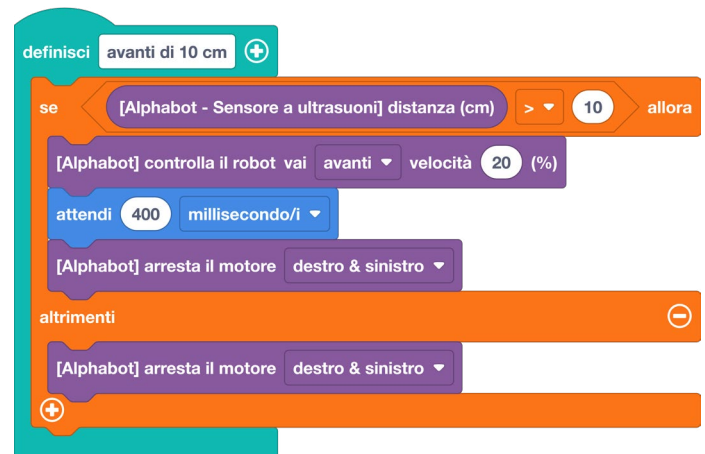 definisci avanti di 10 cm
se [Alphabot - Sensore a ultrasuoni] distanza (cm) > 10 allora
[Alphabot] controlla il robot vai avanti velocità 20 (%)
attendi 400 millisecondo/i
[Alphabot] arresta il motore destro & sinistro
altrimenti
[Alphabot] arresta il motore destro & sinistro